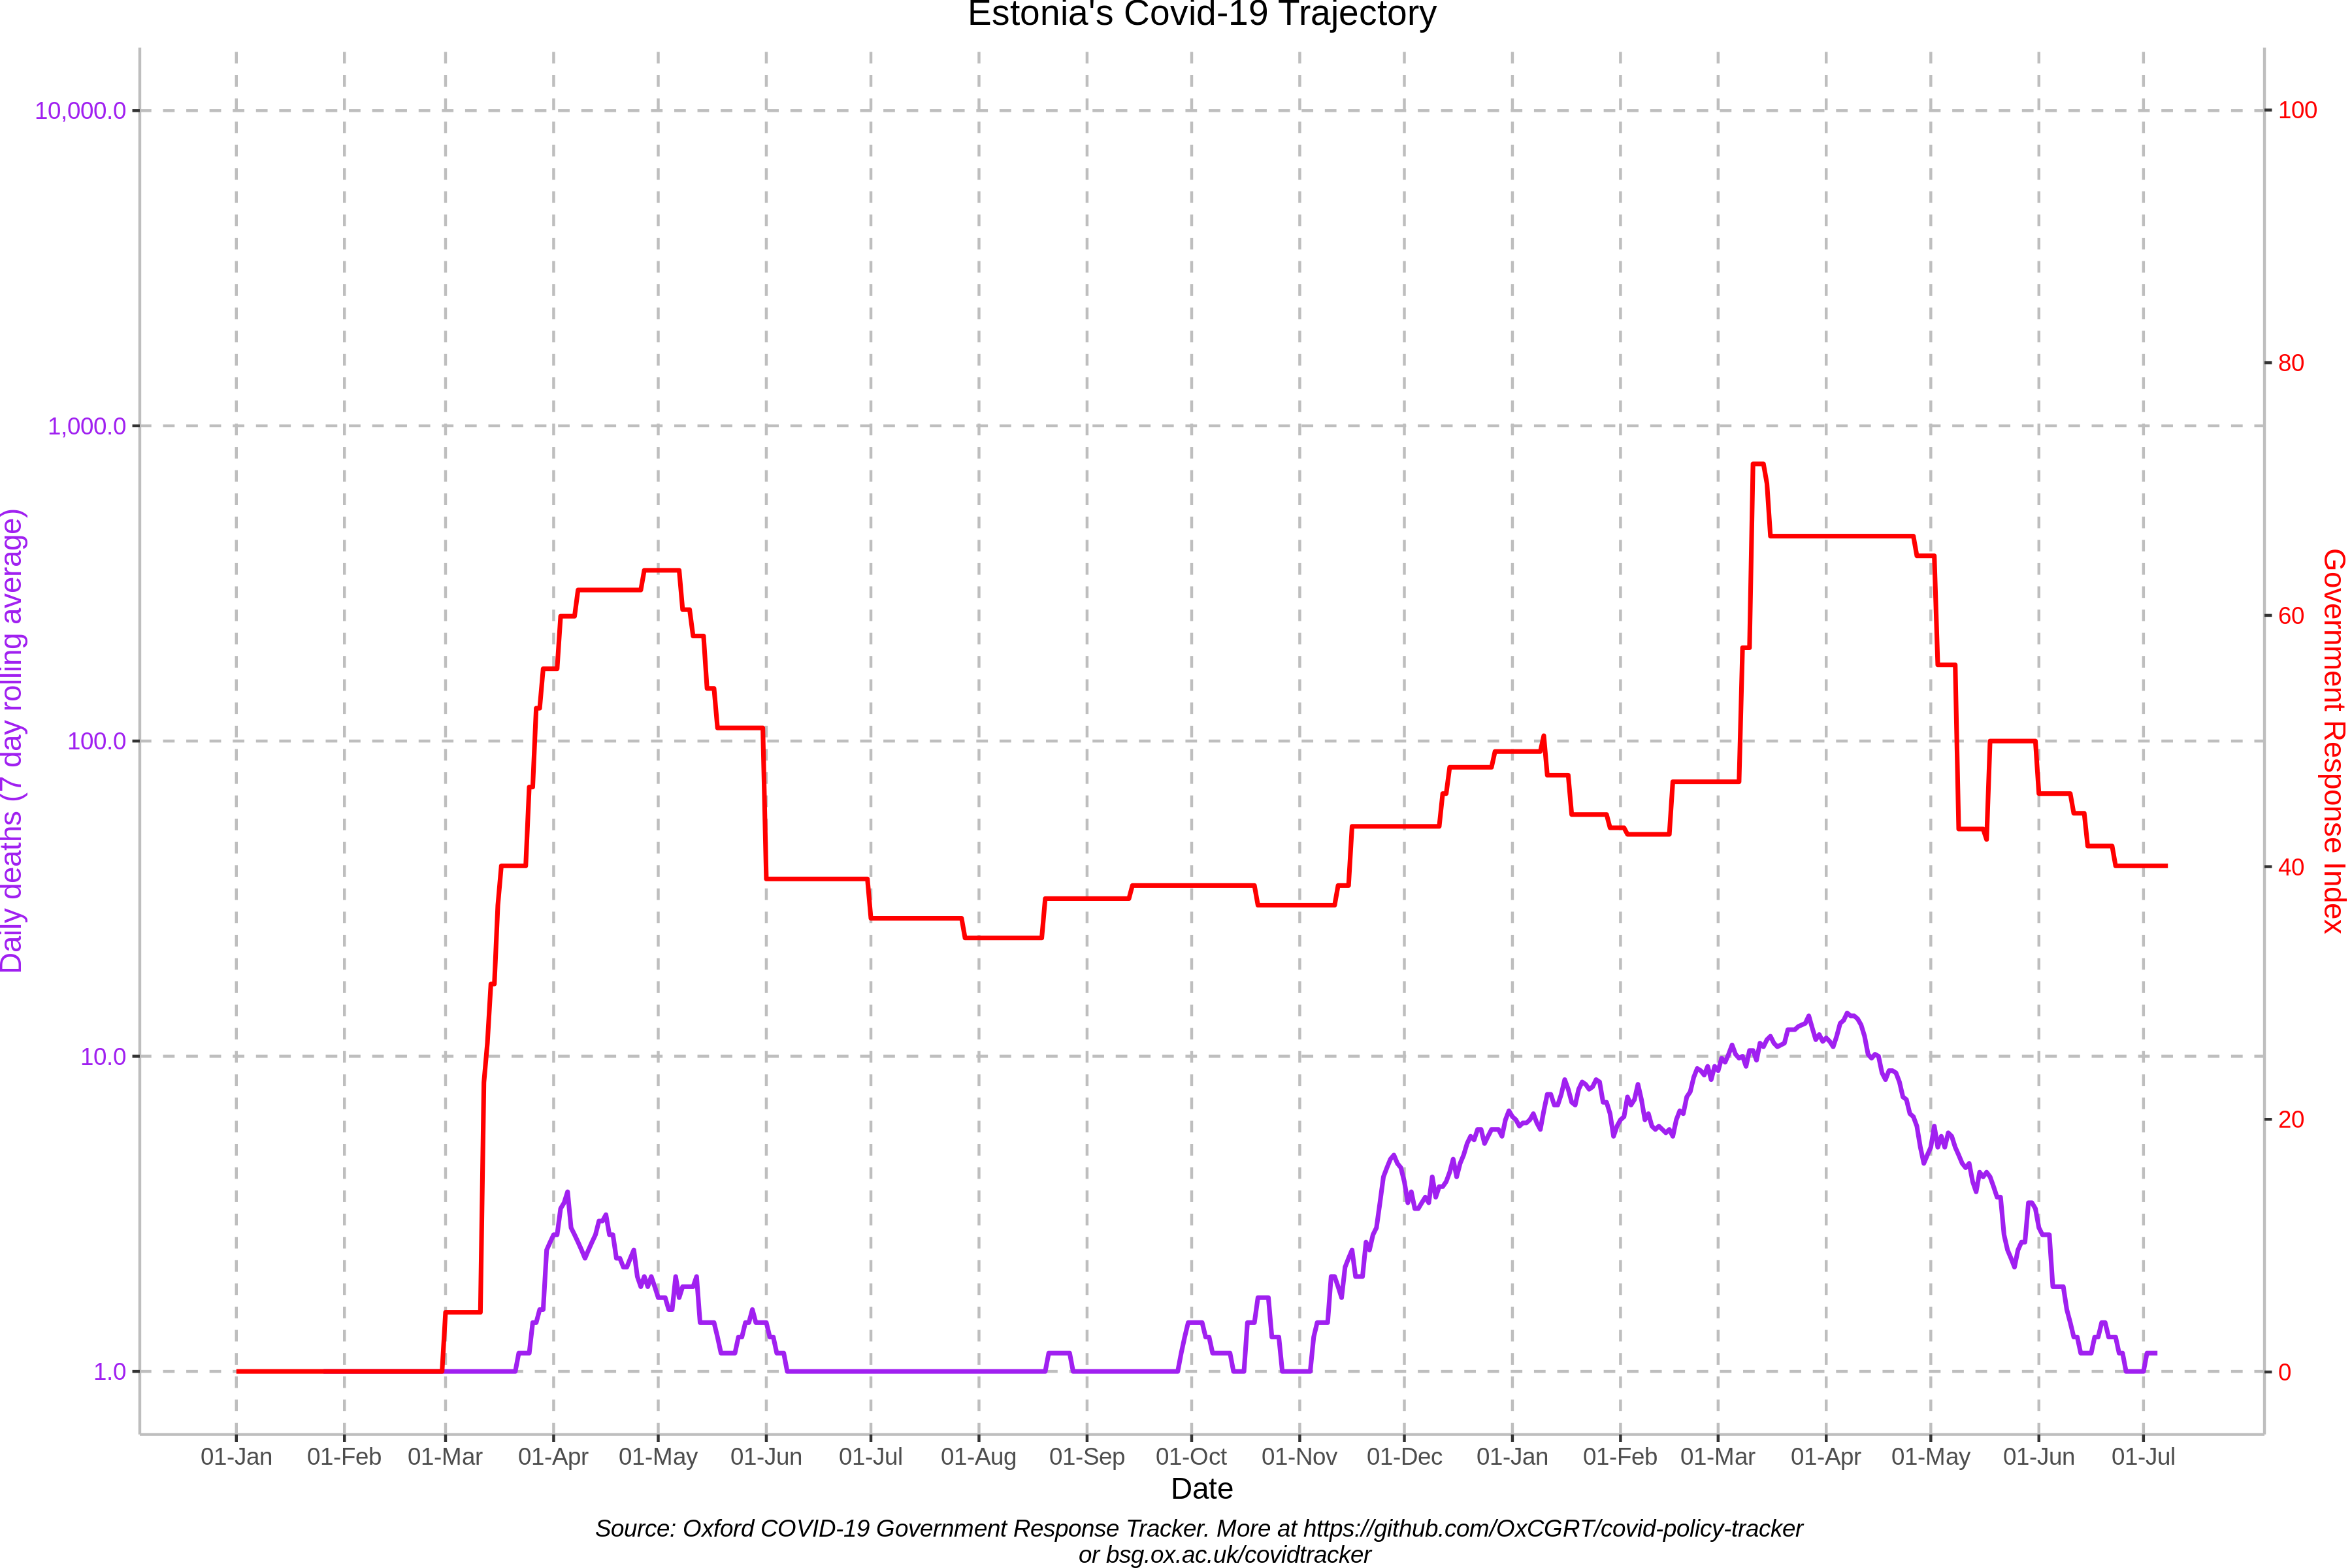 Estonia's Covid-19 Trajectory
10,000.0
1,000.0
100.0
10.0
1.0
Daily deaths (7 day rolling average)
100
80
60
40
20
0
Government Response Index
01-Jan 01-Feb 01-Mar 01-Apr 01-May 01-Jun 01-Jul 01-Aug 01-Sep 01-Oct 01-Nov 01-Dec 01-Jan 01-Feb 01-Mar 01-Apr 01-May 01-Jun 01-Jul
Date
Source: Oxford COVID-19 Government Response Tracker. More at https://github.com/OxCGRT/covid-policy-tracker
or bsg.ox.ac.uk/covidtracker